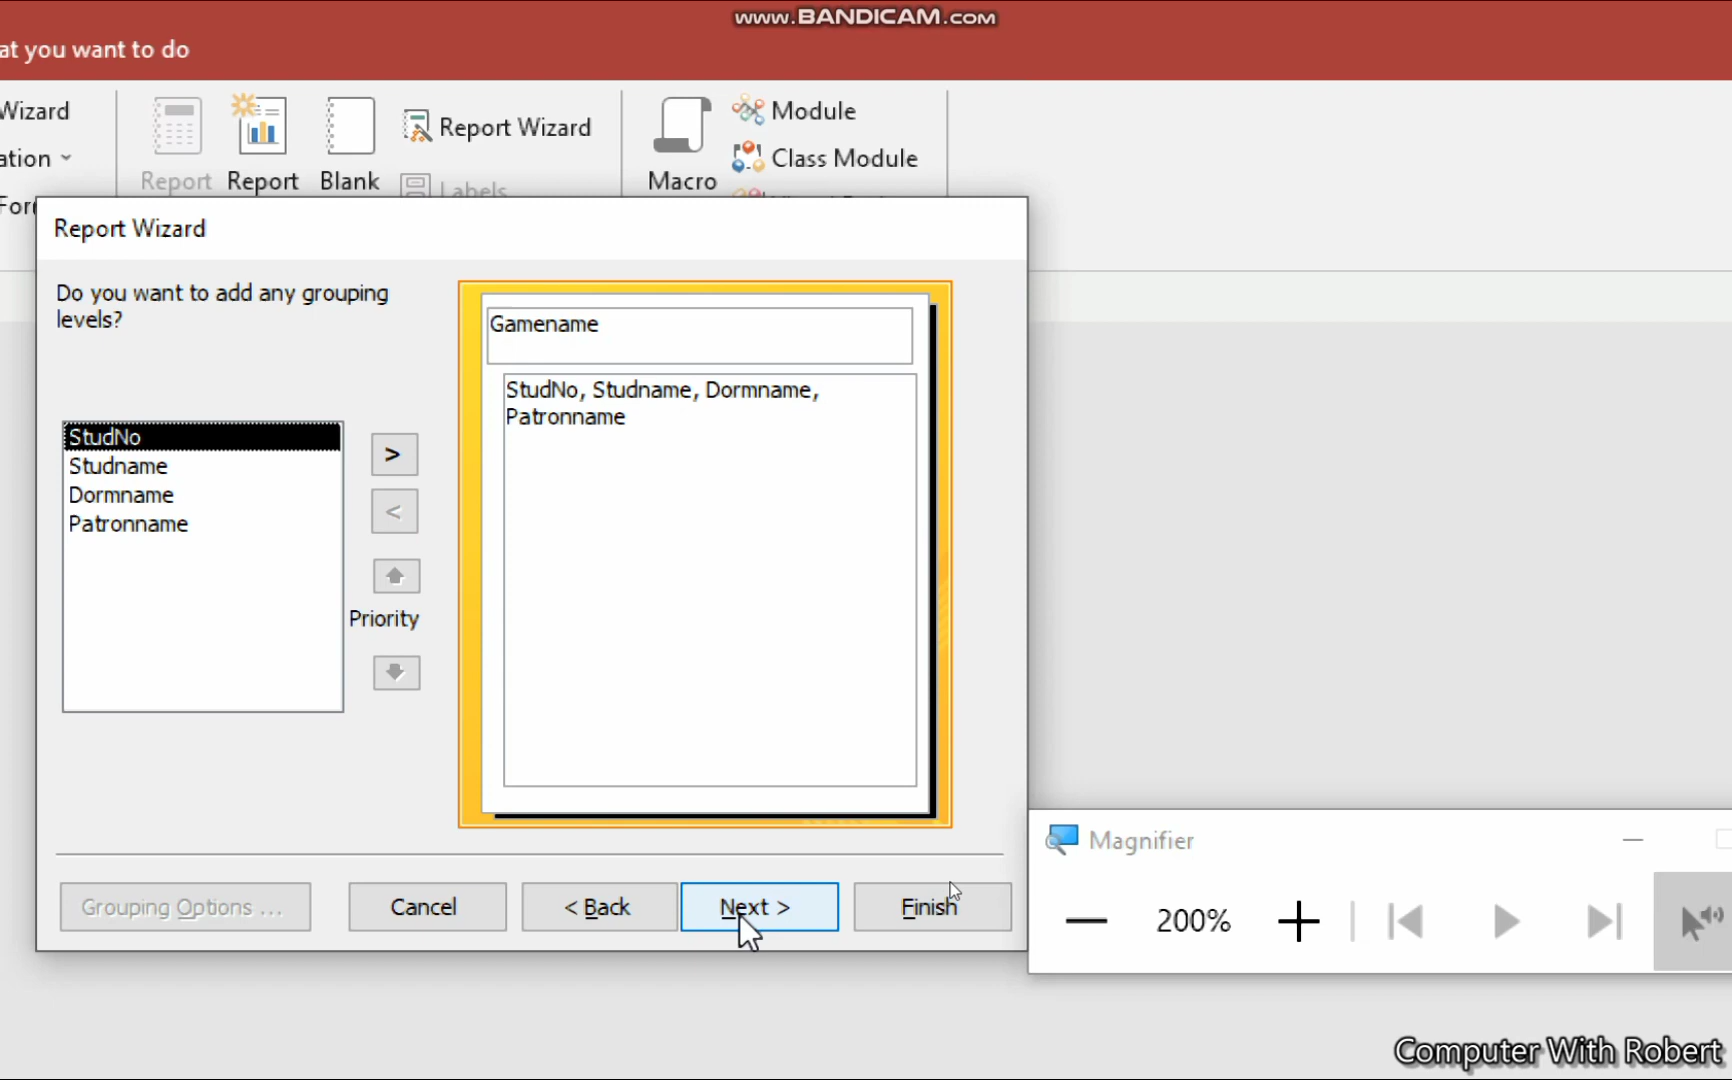 www.BANDICAM.com
at you want to do
Wizard
ation
For
Report
Report
Blank
Report Wizard
Labels
Macro
Module
Class Module
Report Wizard
Do you want to add any grouping
levels?
StudNo
Studname
Dormname
Patronname
>
<
Priority
Gamename
StudNo, Studname, Dormname,
Patronname
Grouping Options ...
Cancel
< Back
Next >
Finish
Magnifier
200%
Computer With Robert